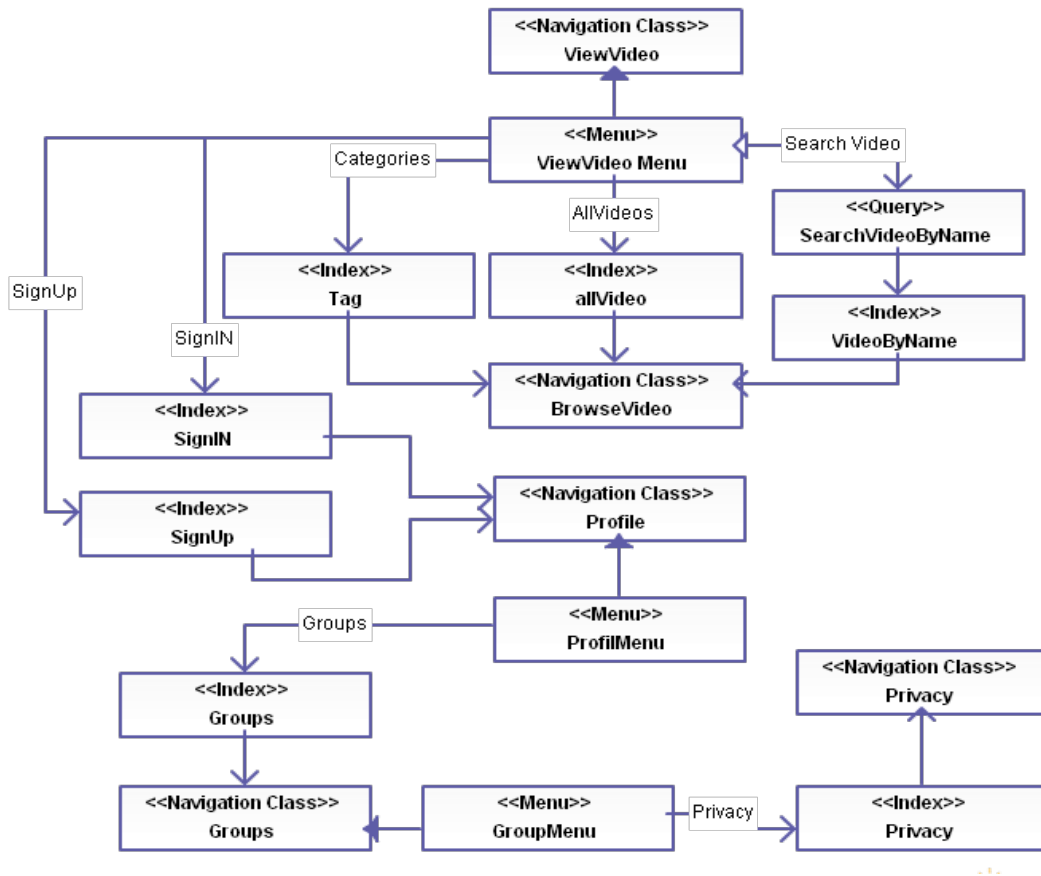 <<Navigation Class>>
ViewVideo
<<Menu>>
ViewVideo Menu
Search Video
Categories
AllVideos
<<Query>>
SearchVideoByName
<<Index>>
Tag
<<Index>>
allVideo
SignUp
<<Index>>
VideoByName
SignIN
<<Navigation Class>>
BrowseVideo
<<Index>>
SignIN
<<Navigation Class>>
Profile
<<Index>>
SignUp
<<Menu>>
ProfilMenu
Groups
<<Navigation Class>>
Privacy
<<Index>>
Groups
<<Navigation Class>>
Groups
<<Menu>>
GroupMenu
Privacy
<<Index>>
Privacy